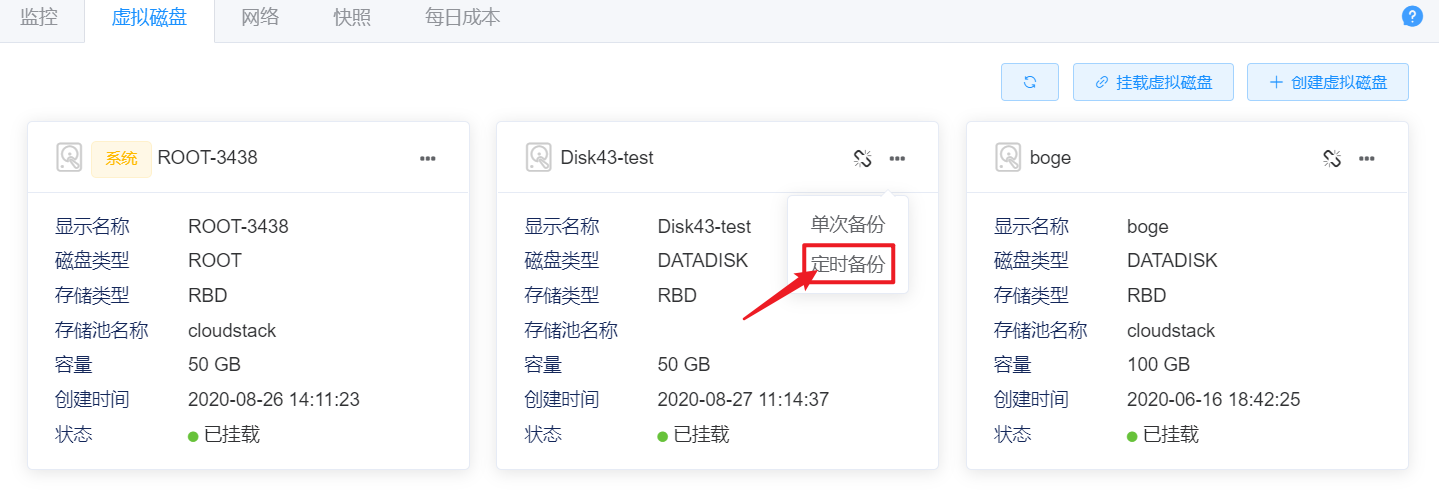 监控 虚拟磁盘 网络 快照 每日成本 ?
挂载虚拟磁盘 + 创建虚拟磁盘
系统 ROOT-3438
显示名称 ROOT-3438
磁盘类型 ROOT
存储类型 RBD
存储池名称 cloudstack
容量 50 GB
创建时间 2020-08-26 14:11:23
状态 已挂载
Disk43-test
单次备份
定时备份
显示名称 Disk43-test
磁盘类型 DATADISK
存储类型 RBD
存储池名称
容量 50 GB
创建时间 2020-08-27 11:14:37
状态 已挂载
boge
显示名称 boge
磁盘类型 DATADISK
存储类型 RBD
存储池名称 cloudstack
容量 100 GB
创建时间 2020-06-16 18:42:25
状态 已挂载